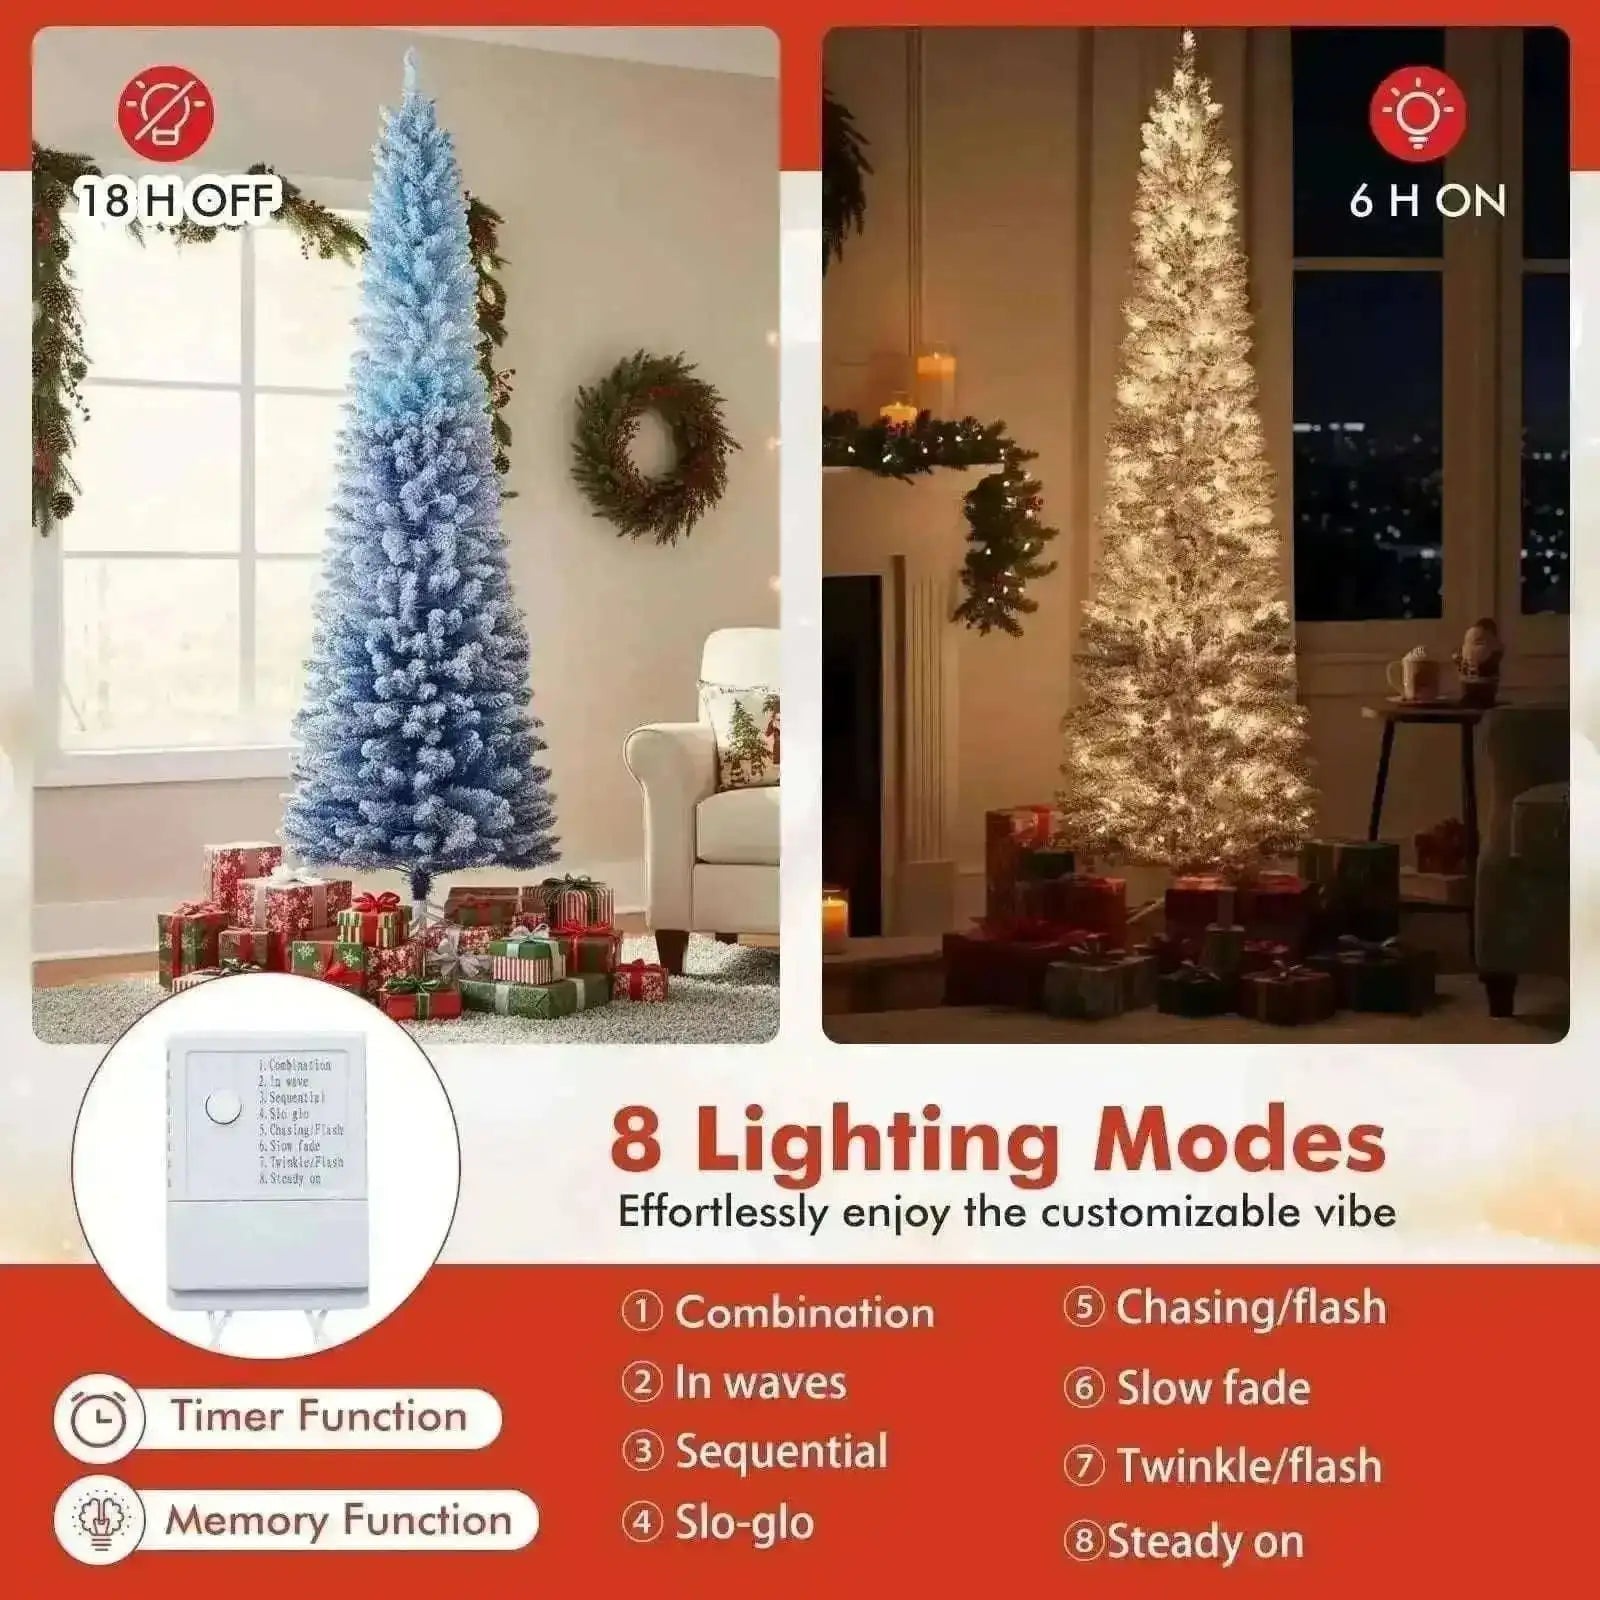 18 H OFF
6 H ON
1. Combination
2. In wave
3. Sequential
4. Slo glo
5. Chasing/Flash
6. Slow fade
7. Twinkle/Flash
8. Steady on
8 Lighting Modes
Effortlessly enjoy the customizable vibe
① Combination
② In waves
③ Sequential
④ Slo-glo
⑤ Chasing/flash
⑥ Slow fade
⑦ Twinkle/flash
⑧Steady on
Timer Function
Memory Function